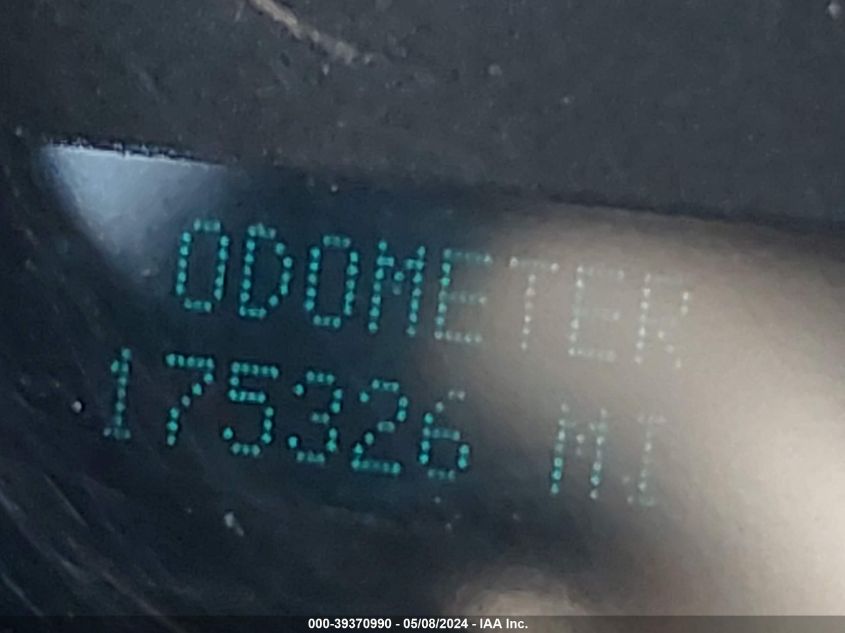 ODOMETER
175326 MI
000-39370990 - 05/08/2024 - IAA Inc.